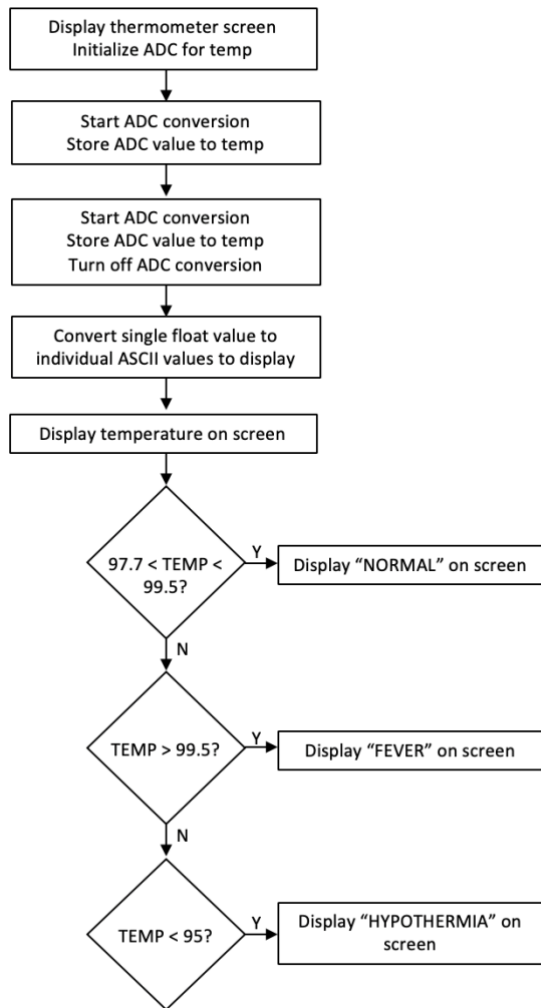 Display thermometer screen
Initialize ADC for temp
Start ADC conversion
Store ADC value to temp
Start ADC conversion
Store ADC value to temp
Turn off ADC conversion
Convert single float value to
individual ASCII values to display
Display temperature on screen
97.7 < TEMP <
99.5?
Y
Display “NORMAL” on screen
N
TEMP > 99.5?
Y
Display “FEVER” on screen
N
TEMP < 95?
Y
Display “HYPOTHERMIA” on
screen